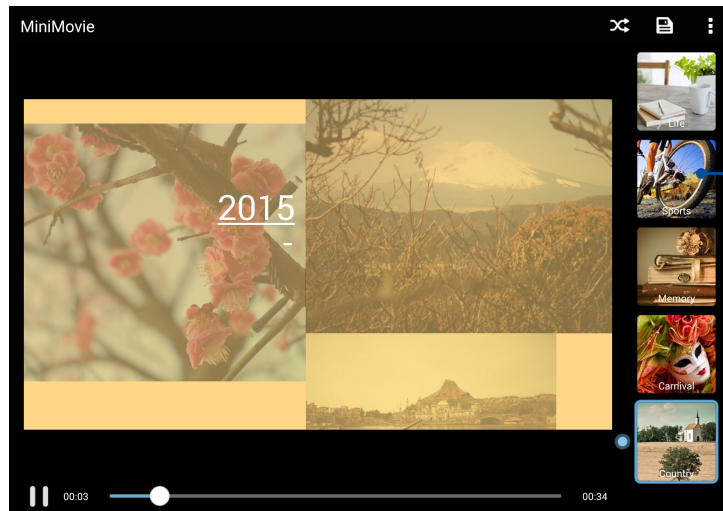 MiniMovie
Life
Sports
2015
-
Memory
Carnival
Country
00:03
00:34